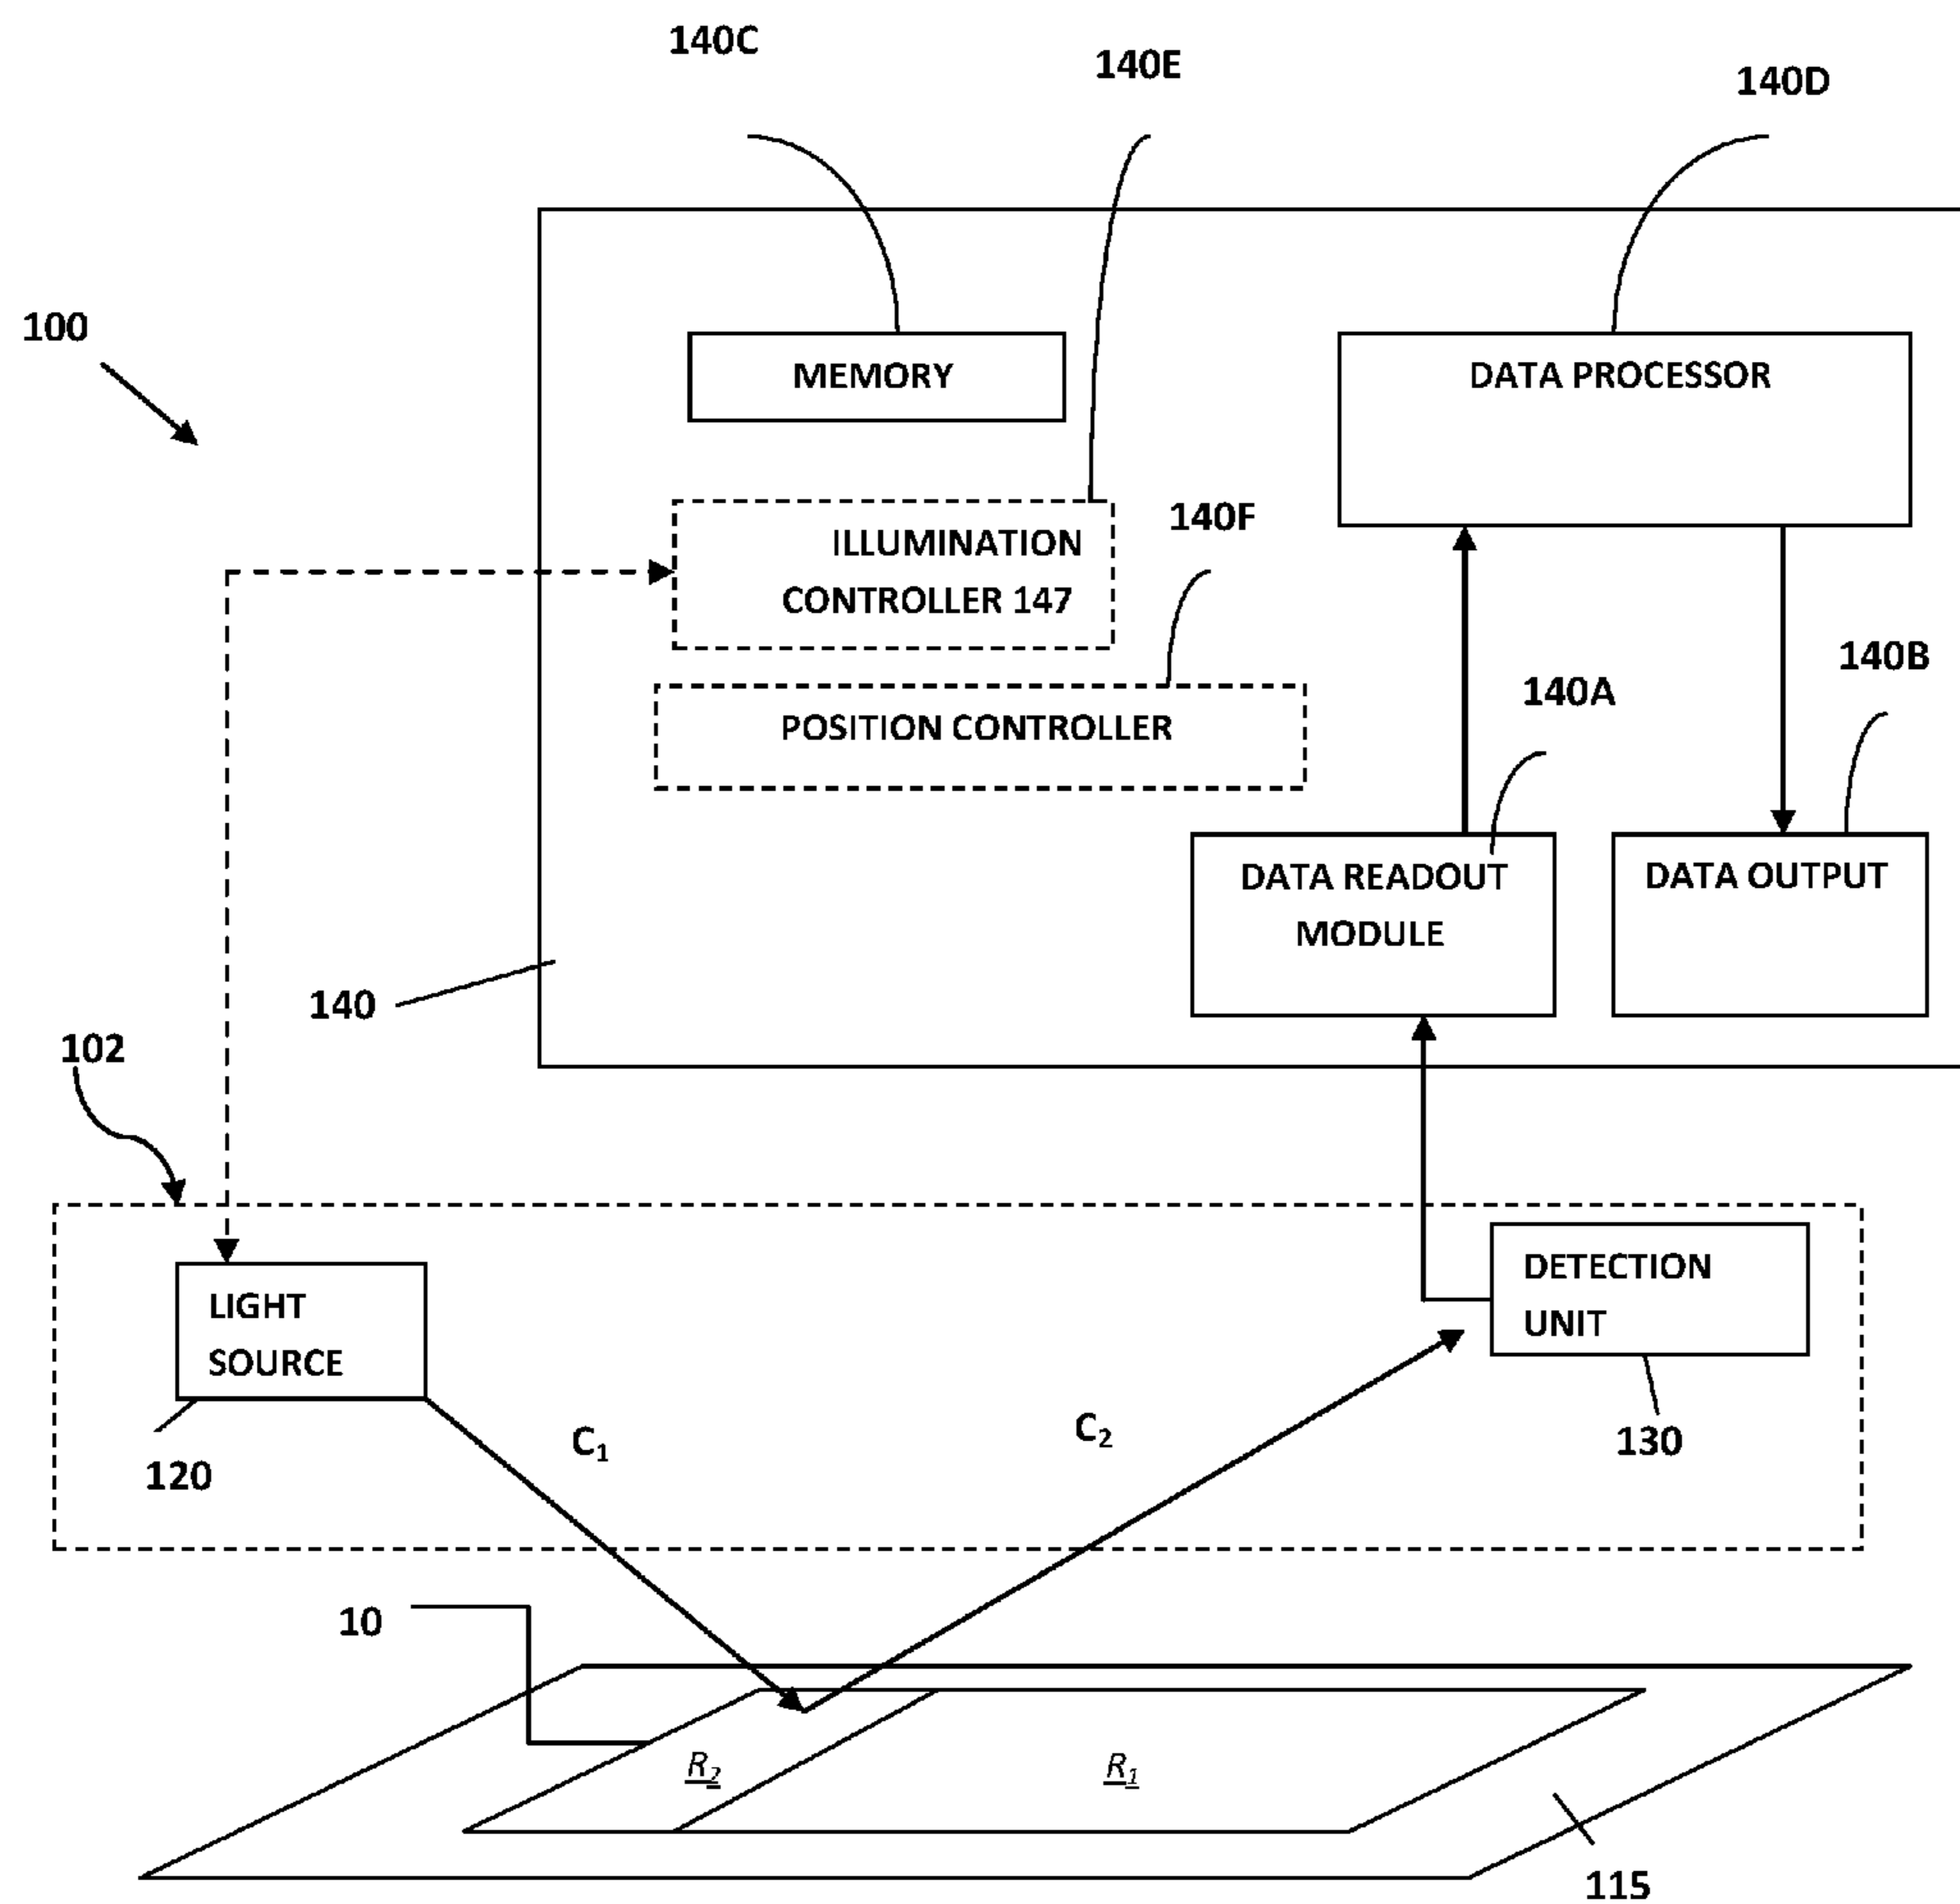 140C
140E
140D
100
MEMORY
DATA PROCESSOR
140F
ILLUMINATION
CONTROLLER 147
140B
140A
POSITION CONTROLLER
DATA READOUT
MODULE
DATA OUTPUT
140
102
DETECTION
UNIT
LIGHT
SOURCE
C1
C2
130
120
10
R2
R1
115